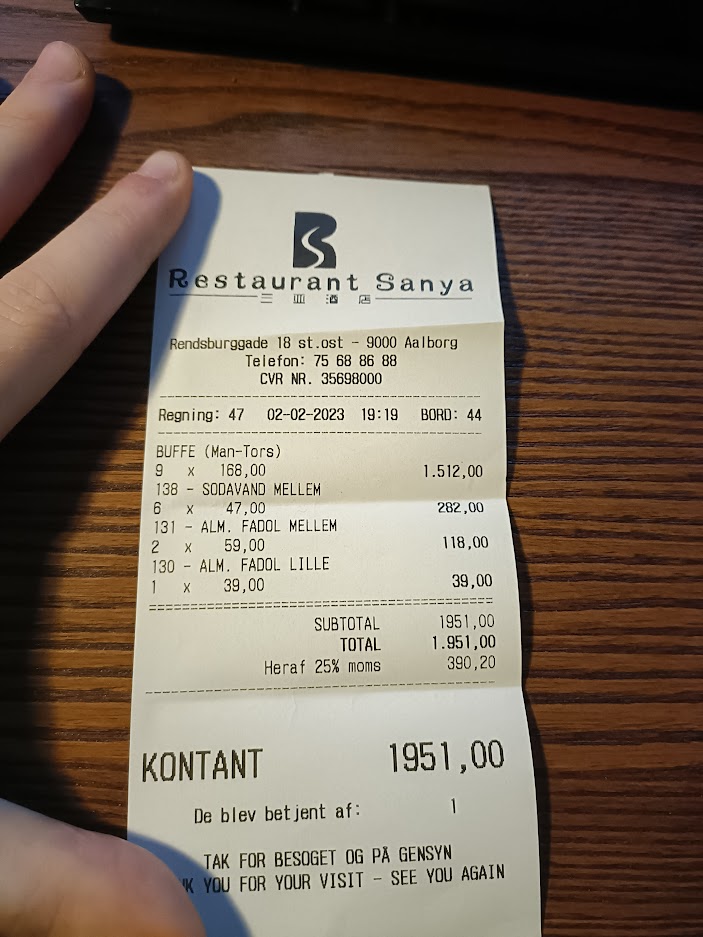 Restaurant Sanya
三 皿 酒 店
Rendsburggade 18 st.ost - 9000 Aalborg
Telefon: 75 68 86 88
CVR NR. 35698000
Regning: 47 02-02-2023 19:19 BORD: 44
BUFFE (Man-Tors)
9 x 168,00 1.512,00
138 - SODAVAND MELLEM
6 x 47,00 282,00
131 - ALM. FADOL MELLEM
2 x 59,00 118,00
130 - ALM. FADOL LILLE
1 x 39,00 39,00
SUBTOTAL 1951,00
TOTAL 1.951,00
Heraf 25% moms 390,20
KONTANT 1951,00
De blev betjent af: 1
TAK FOR BESOGET OG PÅ GENSYN
YOU FOR YOUR VISIT - SEE YOU AGAIN